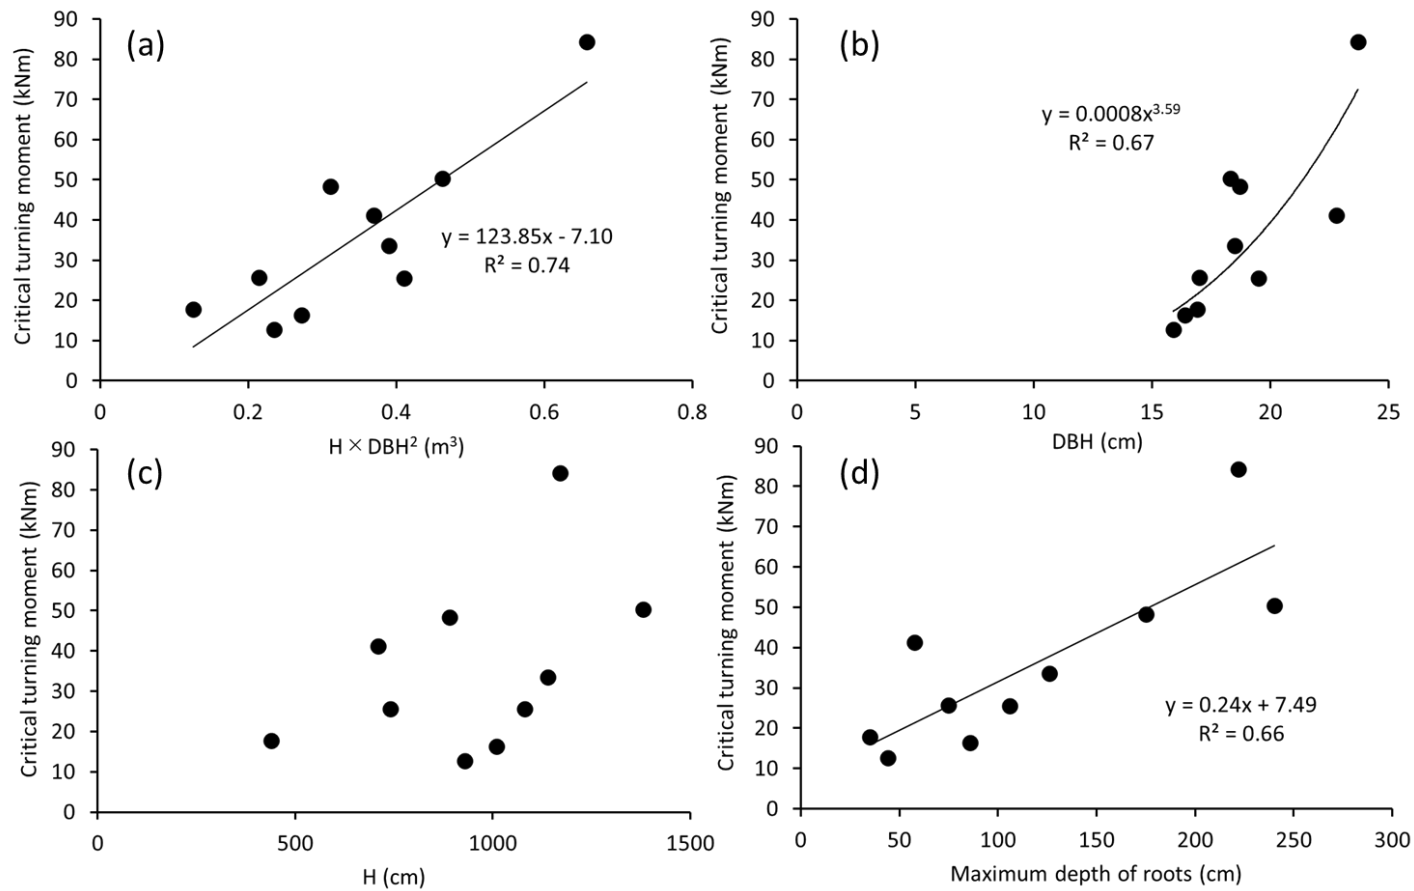 (a)
Critical turning moment (kNm)
90
80
70
60
50
40
30
20
10
0
y = 123.85x - 7.10
R² = 0.74
0 0.2 0.4 0.6 0.8
H × DBH² (m³)
(b)
Critical turning moment (kNm)
90
80
70
60
50
40
30
20
10
0
y = 0.0008x³·⁵⁹
R² = 0.67
0 5 10 15 20 25
DBH (cm)
(c)
Critical turning moment (kNm)
90
80
70
60
50
40
30
20
10
0
0 500 1000 1500
H (cm)
(d)
Critical turning moment (kNm)
90
80
70
60
50
40
30
20
10
0
y = 0.24x + 7.49
R² = 0.66
0 50 100 150 200 250 300
Maximum depth of roots (cm)